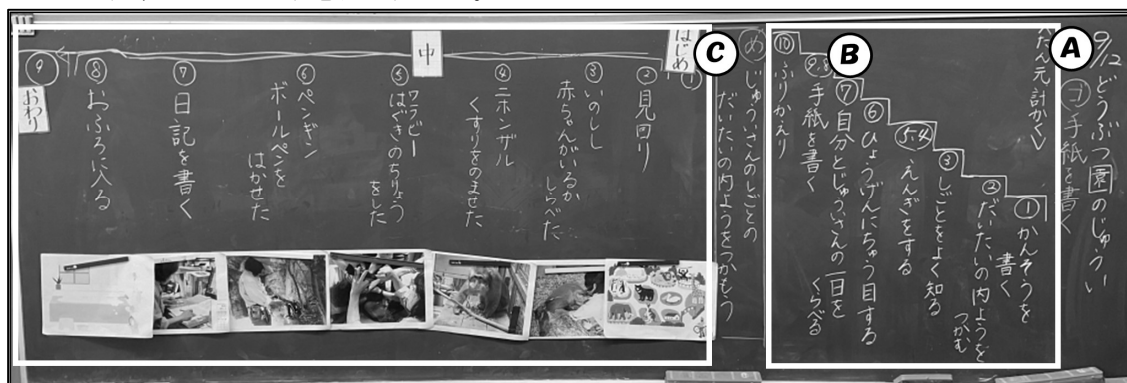 9/12 どうぶつ園のじゅうい
ヨ 手紙を書く
A
たん元計かく
B
① かんそうを
書く
② だいたいの内ようを
つかむ
③ しごとをよく知る
④⑤ えんぎをする
⑥ ひょうげんにちゅう目する
⑦ 自分とじゅういさんの一日を
くらべる
⑧⑨ 手紙を書く
⑩ ふりかえり
め じゅういさんのしごとの
だいたいの内ようをつかもう
C
はじめ
①
② 見回り
③ いのしし
赤ちゃんがいるか
しらべた
④ ニホンザル
くすりをのませた
中
⑤ ワラビー
はぐきのちりょう
をした
⑥ ペンギン
ボールペンを
はかせた
⑦ 日記を書く
⑧ おふろに入る
⑨
おわり